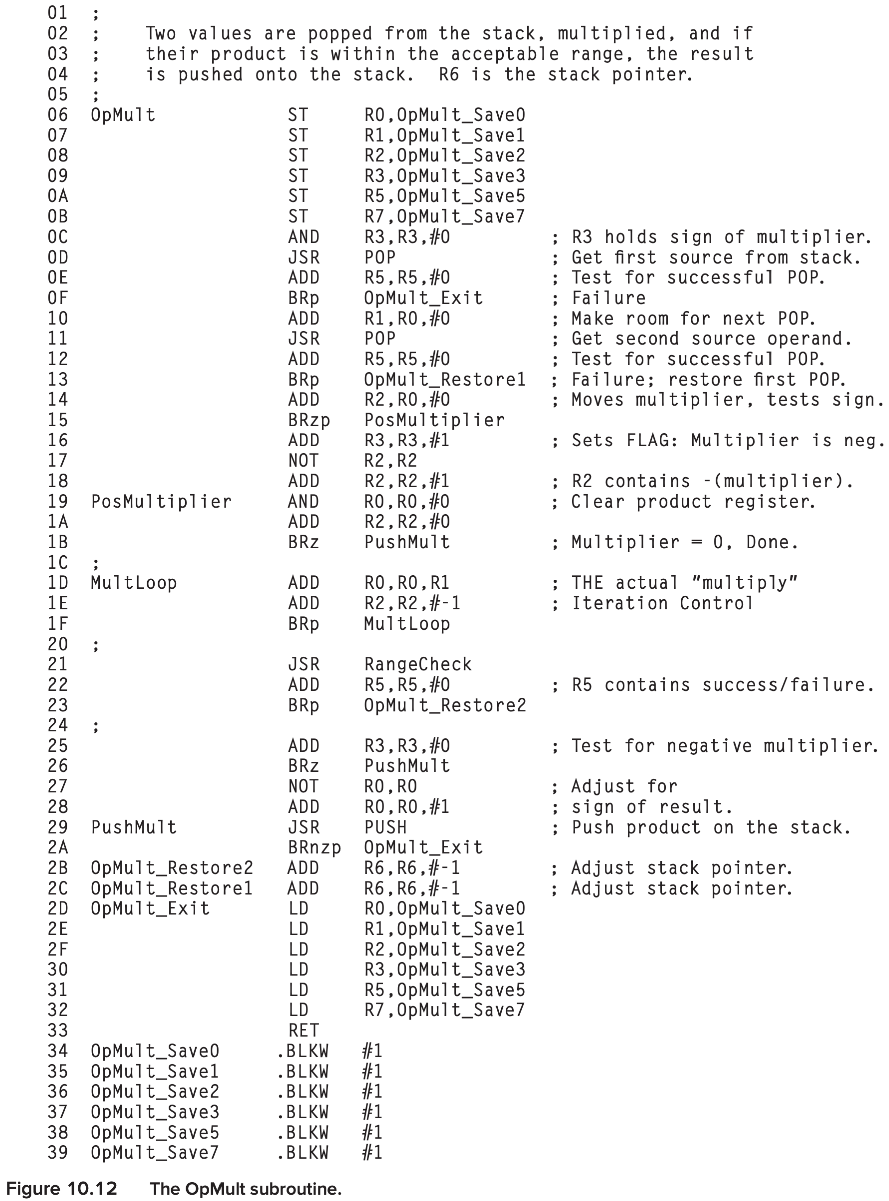 01 ;
02 ; Two values are popped from the stack, multiplied, and if
03 ; their product is within the acceptable range, the result
04 ; is pushed onto the stack. R6 is the stack pointer.
05 ;
06 OpMult ST R0,OpMult_Save0
07 ST R1,OpMult_Save1
08 ST R2,OpMult_Save2
09 ST R3,OpMult_Save3
0A ST R5,OpMult_Save5
0B ST R7,OpMult_Save7
0C AND R3,R3,#0 ; R3 holds sign of multiplier.
0D JSR POP ; Get first source from stack.
0E ADD R5,R5,#0 ; Test for successful POP.
0F BRp OpMult_Exit ; Failure
10 ADD R1,R0,#0 ; Make room for next POP.
11 JSR POP ; Get second source operand.
12 ADD R5,R5,#0 ; Test for successful POP.
13 BRp OpMult_Restore1 ; Failure; restore first POP.
14 ADD R2,R0,#0 ; Moves multiplier, tests sign.
15 BRzp PosMultiplier
16 ADD R3,R3,#1 ; Sets FLAG: Multiplier is neg.
17 NOT R2,R2
18 ADD R2,R2,#1 ; R2 contains -(multiplier).
19 PosMultiplier AND R0,R0,#0 ; Clear product register.
1A ADD R2,R2,#0
1B BRz PushMult ; Multiplier = 0, Done.
1C ;
1D MultLoop ADD R0,R0,R1 ; THE actual "multiply"
1E ADD R2,R2,#-1 ; Iteration Control
1F BRp MultLoop
20 ;
21 JSR RangeCheck
22 ADD R5,R5,#0 ; R5 contains success/failure.
23 BRp OpMult_Restore2
24 ;
25 ADD R3,R3,#0 ; Test for negative multiplier.
26 BRz PushMult
27 NOT R0,R0 ; Adjust for
28 ADD R0,R0,#1 ; sign of result.
29 PushMult JSR PUSH ; Push product on the stack.
2A BRnzp OpMult_Exit
2B OpMult_Restore2 ADD R6,R6,#-1 ; Adjust stack pointer.
2C OpMult_Restore1 ADD R6,R6,#-1 ; Adjust stack pointer.
2D OpMult_Exit LD R0,OpMult_Save0
2E LD R1,OpMult_Save1
2F LD R2,OpMult_Save2
30 LD R3,OpMult_Save3
31 LD R5,OpMult_Save5
32 LD R7,OpMult_Save7
33 RET
34 OpMult_Save0 .BLKW #1
35 OpMult_Save1 .BLKW #1
36 OpMult_Save2 .BLKW #1
37 OpMult_Save3 .BLKW #1
38 OpMult_Save5 .BLKW #1
39 OpMult_Save7 .BLKW #1
Figure 10.12 The OpMult subroutine.